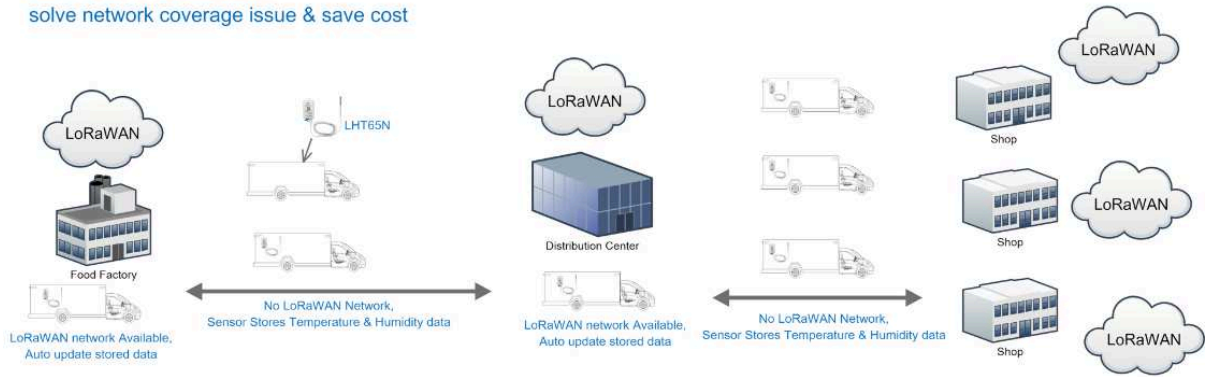 solve network coverage issue & save cost
LoRaWAN
LHT65N
Food Factory
LoRaWAN network Available,
Auto update stored data
No LoRaWAN Network,
Sensor Stores Temperature & Humidity data
LoRaWAN
Distribution Center
LoRaWAN network Available,
Auto update stored data
No LoRaWAN Network,
Sensor Stores Temperature & Humidity data
LoRaWAN
Shop
LoRaWAN
Shop
LoRaWAN
Shop